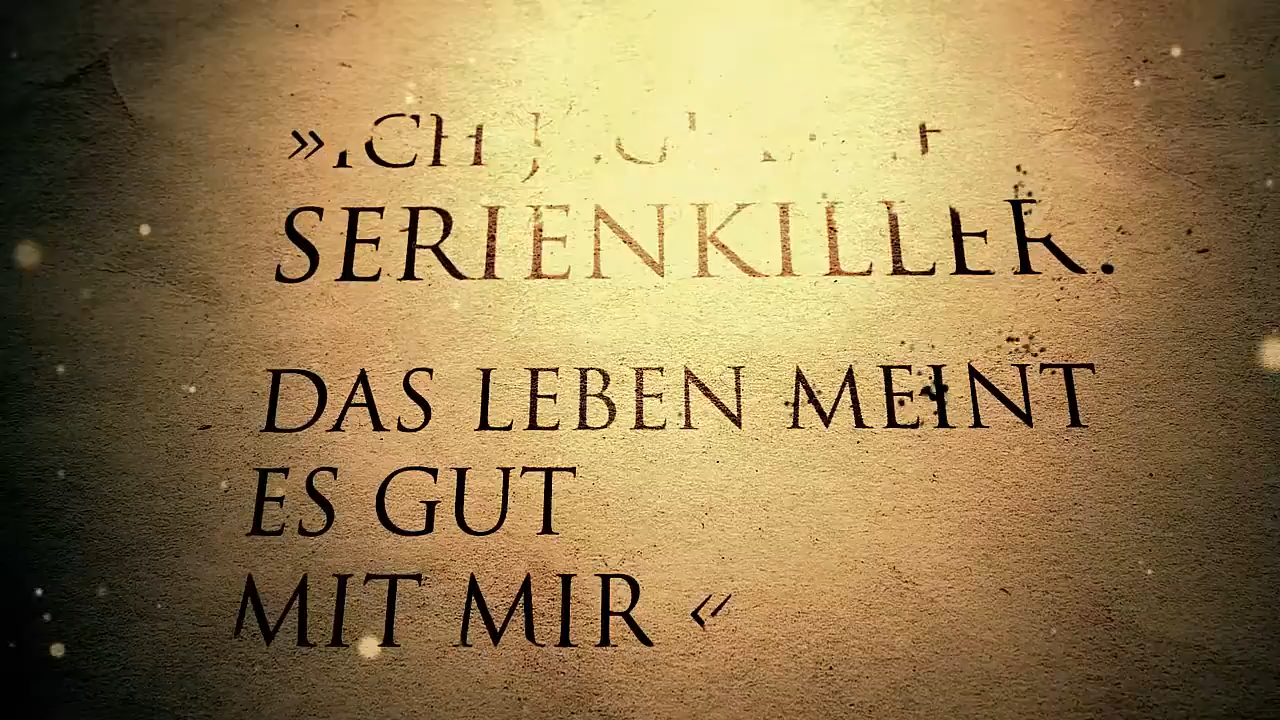 »ICH
SERIENKILLER.
DAS LEBEN MEINT
ES GUT
MIT MIR «